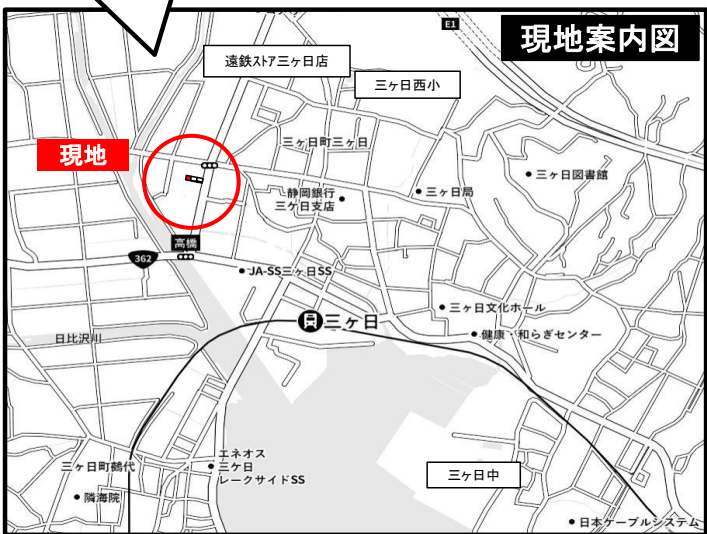 E1
現地案内図
遠鉄ストア三ヶ日店
三ヶ日西小
現地
三ヶ日町三ヶ日
三ヶ日図書館
静岡銀行
三ケ日支店
三ヶ日局
高橋
362
JA-SS三ヶ日SS
三ヶ日文化ホール
三ヶ日
健康・和らぎセンター
日比沢川
エネオス
三ケ日
レークサイドSS
三ヶ日町鵺代
隣海院
三ヶ日中
日本ケーブルシステム